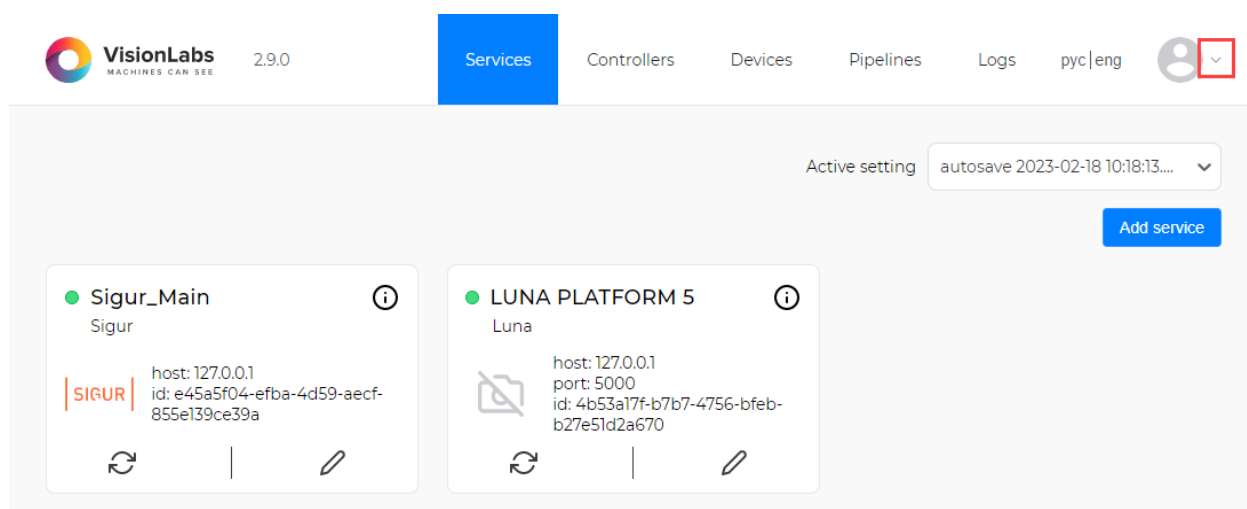 VisionLabs
MACHINES CAN SEE
2.9.0
Services
Controllers
Devices
Pipelines
Logs
рус|eng
Active setting
autosave 2023-02-18 10:18:13....
Add service
Sigur_Main
Sigur
SIGUR
host: 127.0.0.1
id: e45a5f04-efba-4d59-aecf-
855e139ce39a
LUNA PLATFORM 5
Luna
host: 127.0.0.1
port: 5000
id: 4b53a17f-b7b7-4756-bfeb-
b27e51d2a670